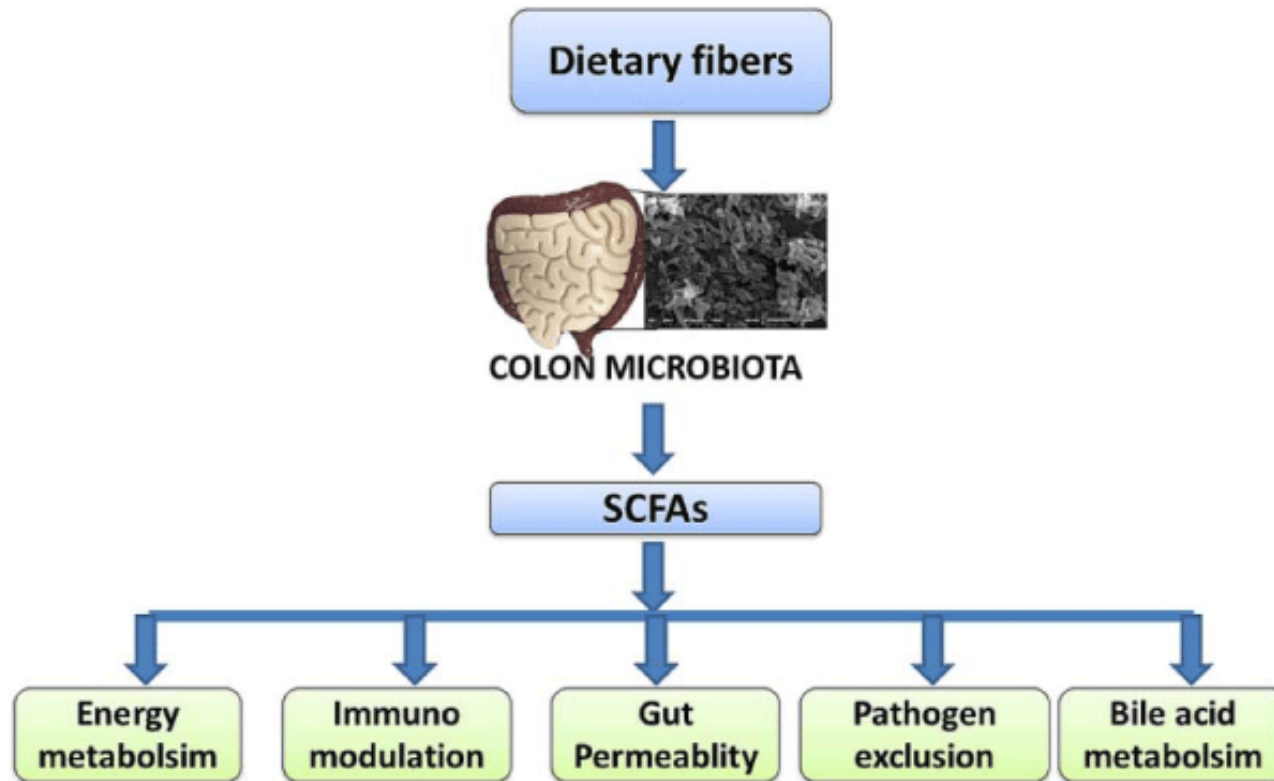 Dietary fibers
COLON MICROBIOTA
SCFAs
Energy
metabolsim
Immuno
modulation
Gut
Permeablity
Pathogen
exclusion
Bile acid
metabolsim